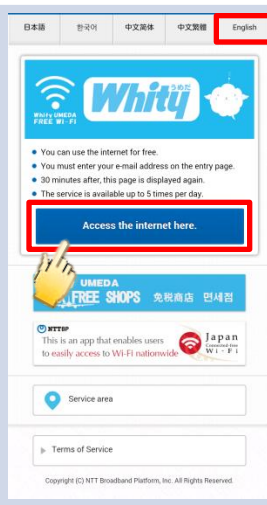 日本語 한국어 中文简体 中文繁體 English
Whity UMEDA
FREE WI-FI
Whityうめだ
You can use the internet for free.
You must enter your e-mail address on the entry page.
30 minutes after, this page is displayed again.
The service is available up to 5 times per day.
Access the internet here.
UMEDA
FREE SHOPS 免税商店 면세점
NTTBP
This is an app that enables users
to easily access to Wi-Fi nationwide
Japan
Connected-free
Wi-Fi
Service area
Terms of Service
Copyright (C) NTT Broadband Platform, Inc. All Rights Reserved.